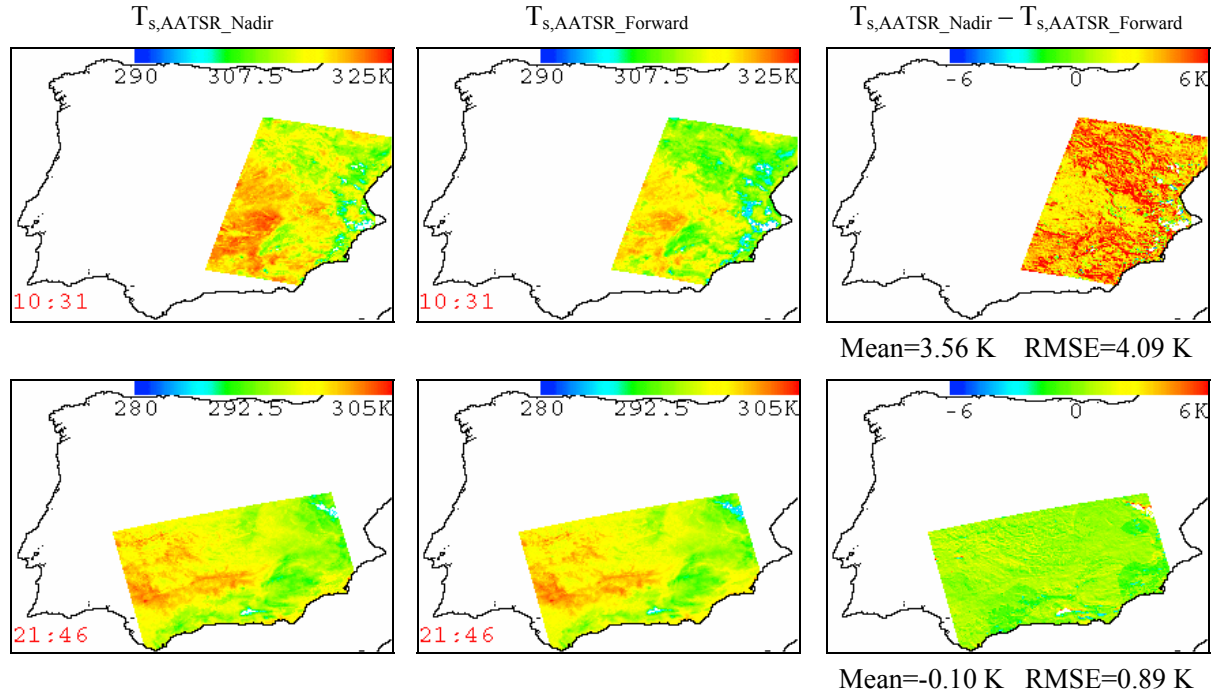 Ts,AATSR_Nadir
Ts,AATSR_Forward
Ts,AATSR_Nadir – Ts,AATSR_Forward
290 307.5 325K
10:31
290 307.5 325K
10:31
-6 0 6K
Mean=3.56 K RMSE=4.09 K
280 292.5 305K
21:46
280 292.5 305K
21:46
-6 0 6K
Mean=-0.10 K RMSE=0.89 K